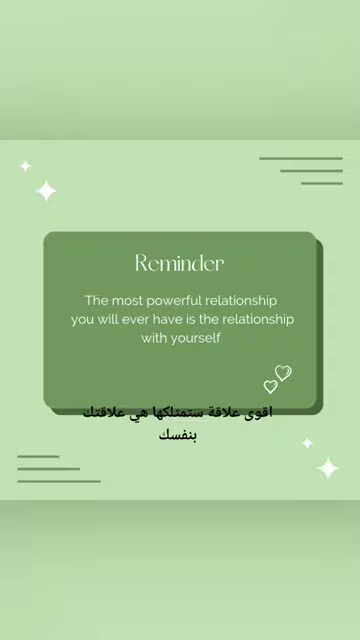 Reminder
The most powerful relationship
you will ever have is the relationship
with yourself
اقوى علاقة ستمتلكها هي علاقتك
بنفسك